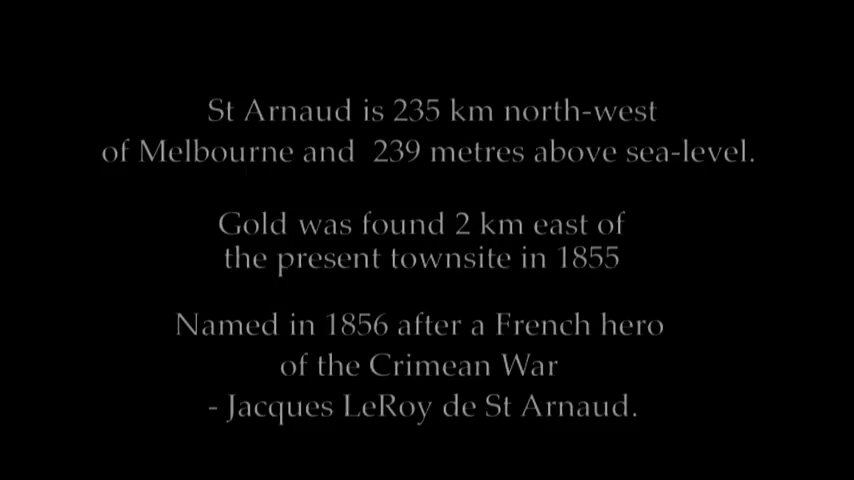 St Arnaud is 235 km north-west
of Melbourne and  239 metres above sea-level.
Gold was found 2 km east of
the present townsite in 1855
Named in 1856 after a French hero
of the Crimean War
- Jacques LeRoy de St Arnaud.